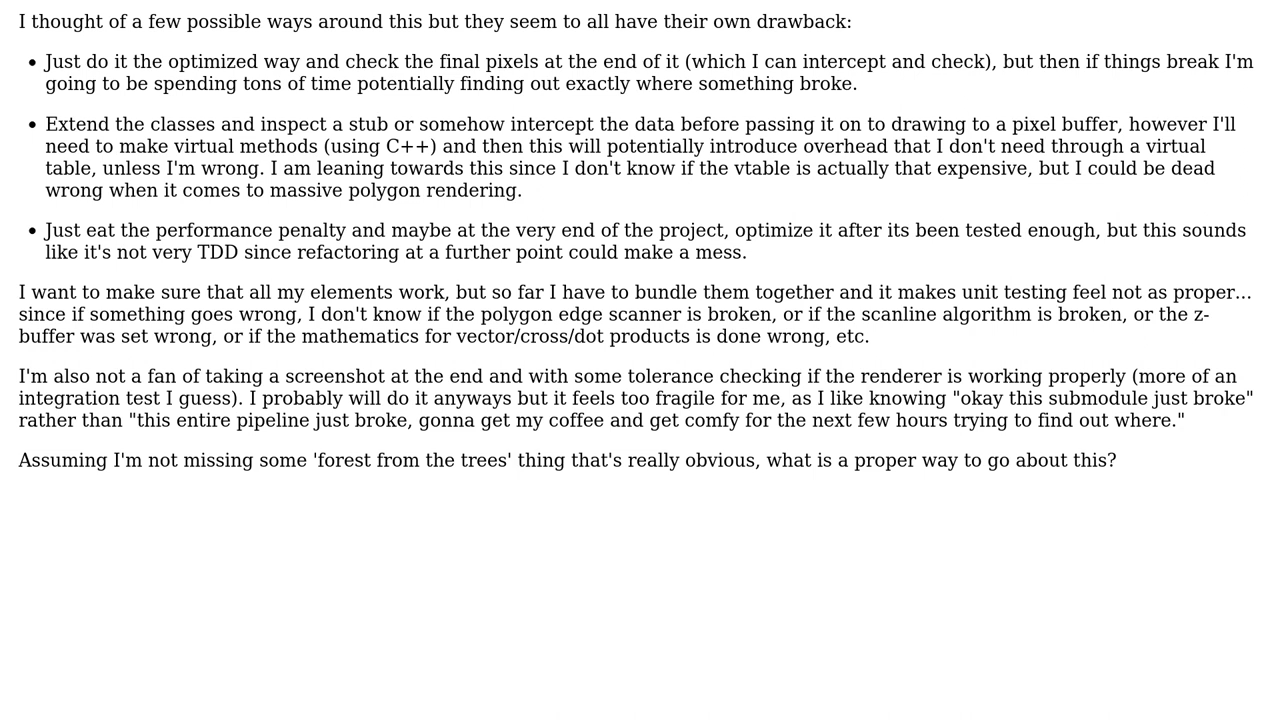 I thought of a few possible ways around this but they seem to all have their own drawback:
• Just do it the optimized way and check the final pixels at the end of it (which I can intercept and check), but then if things break I'm
going to be spending tons of time potentially finding out exactly where something broke.
• Extend the classes and inspect a stub or somehow intercept the data before passing it on to drawing to a pixel buffer, however I'll
need to make virtual methods (using C++) and then this will potentially introduce overhead that I don't need through a virtual
table, unless I'm wrong. I am leaning towards this since I don't know if the vtable is actually that expensive, but I could be dead
wrong when it comes to massive polygon rendering.
• Just eat the performance penalty and maybe at the very end of the project, optimize it after its been tested enough, but this sounds
like it's not very TDD since refactoring at a further point could make a mess.
I want to make sure that all my elements work, but so far I have to bundle them together and it makes unit testing feel not as proper...
since if something goes wrong, I don't know if the polygon edge scanner is broken, or if the scanline algorithm is broken, or the z-
buffer was set wrong, or if the mathematics for vector/cross/dot products is done wrong, etc.
I'm also not a fan of taking a screenshot at the end and with some tolerance checking if the renderer is working properly (more of an
integration test I guess). I probably will do it anyways but it feels too fragile for me, as I like knowing "okay this submodule just broke"
rather than "this entire pipeline just broke, gonna get my coffee and get comfy for the next few hours trying to find out where."
Assuming I'm not missing some 'forest from the trees' thing that's really obvious, what is a proper way to go about this?